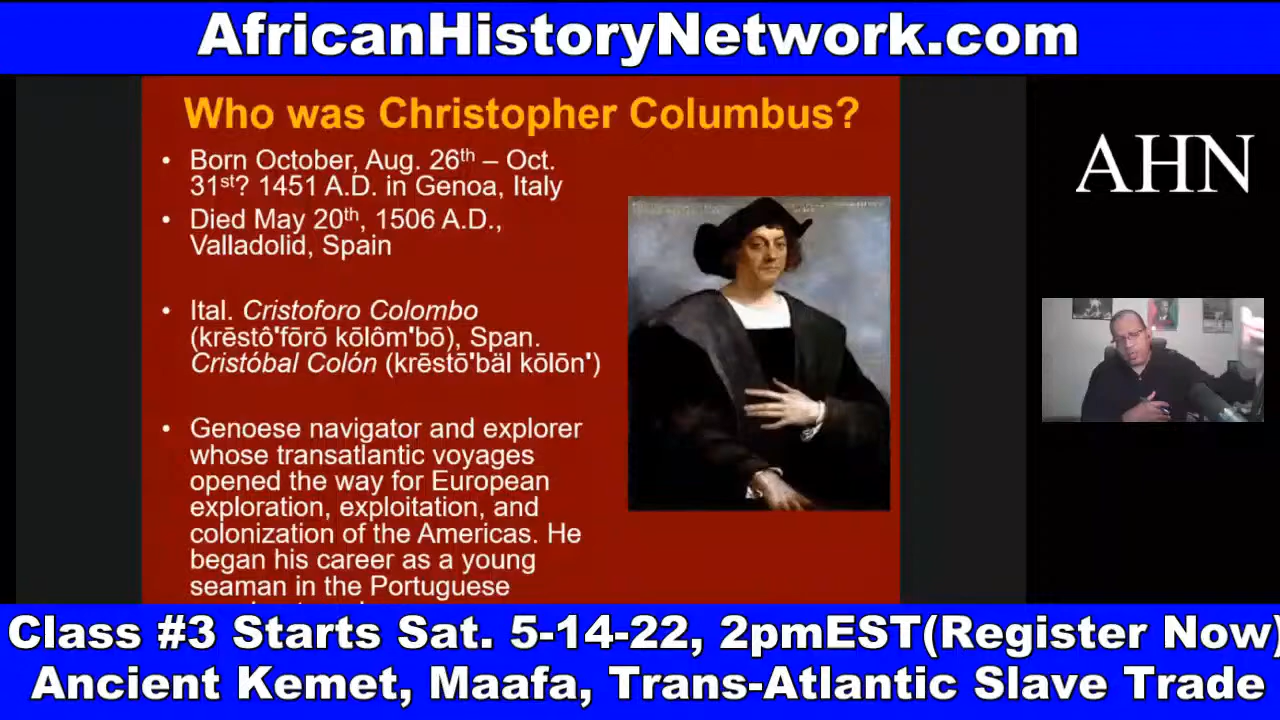 AfricanHistoryNetwork.com
Who was Christopher Columbus?
• Born October, Aug. 26th – Oct.
31st? 1451 A.D. in Genoa, Italy
• Died May 20th, 1506 A.D.,
Valladolid, Spain
• Ital. Cristoforo Colombo
(krēstô'fōrō kōlôm'bō), Span.
Cristóbal Colón (krēstō'bäl kōlōn')
• Genoese navigator and explorer
whose transatlantic voyages
opened the way for European
exploration, exploitation, and
colonization of the Americas. He
began his career as a young
seaman in the Portuguese
AHN
Class #3 Starts Sat. 5-14-22, 2pmEST(Register Now)
Ancient Kemet, Maafa, Trans-Atlantic Slave Trade